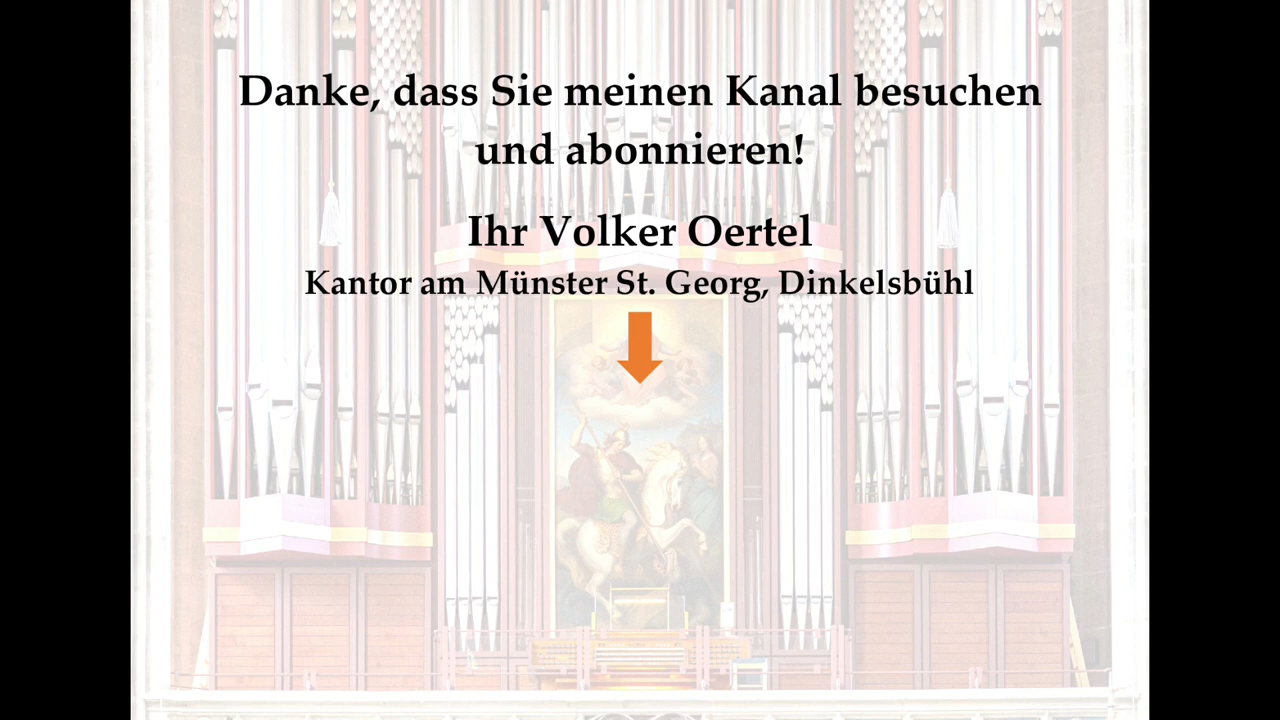 Danke, dass Sie meinen Kanal besuchen
und abonnieren!
Ihr Volker Oertel
Kantor am Münster St. Georg, Dinkelsbühl